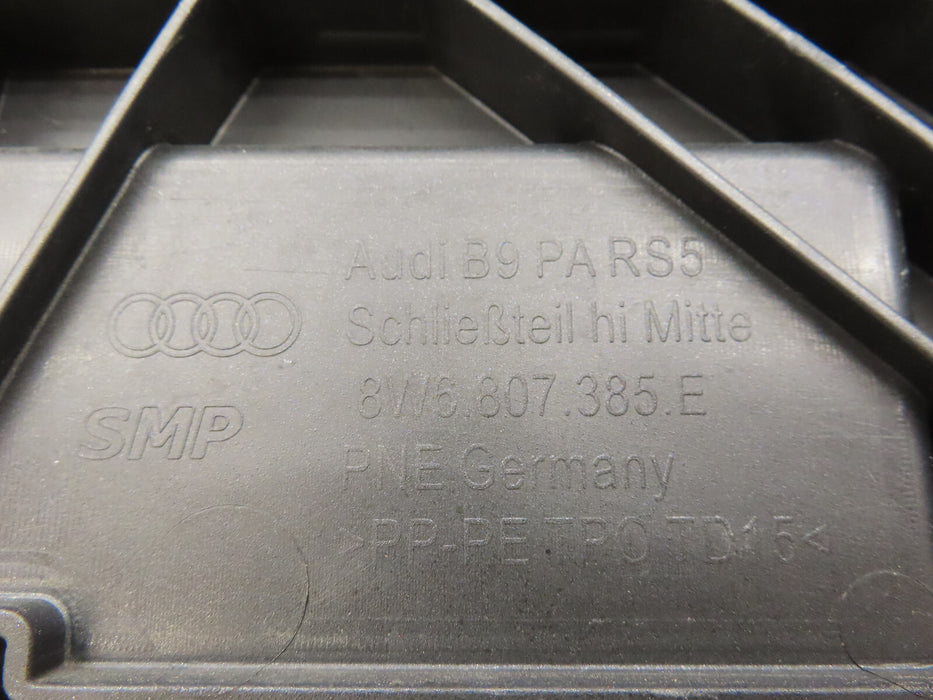 Audi B9 PA RS5
Schließteil hi Mitte
8W6.807.385.E
SMP
PNE Germany
>PP-PE TPO TD15<